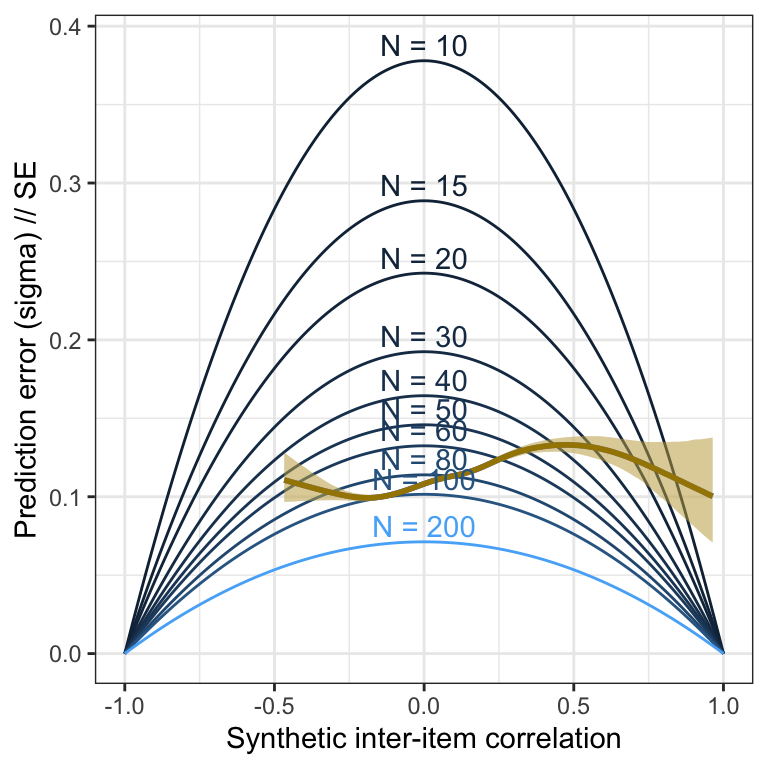 0.4
0.3
0.2
0.1
0.0
Prediction error (sigma) // SE
N = 10
N = 15
N = 20
N = 30
N = 40
N = 50
N = 60
N = 80
N = 100
N = 200
-1.0 -0.5 0.0 0.5 1.0
Synthetic inter-item correlation